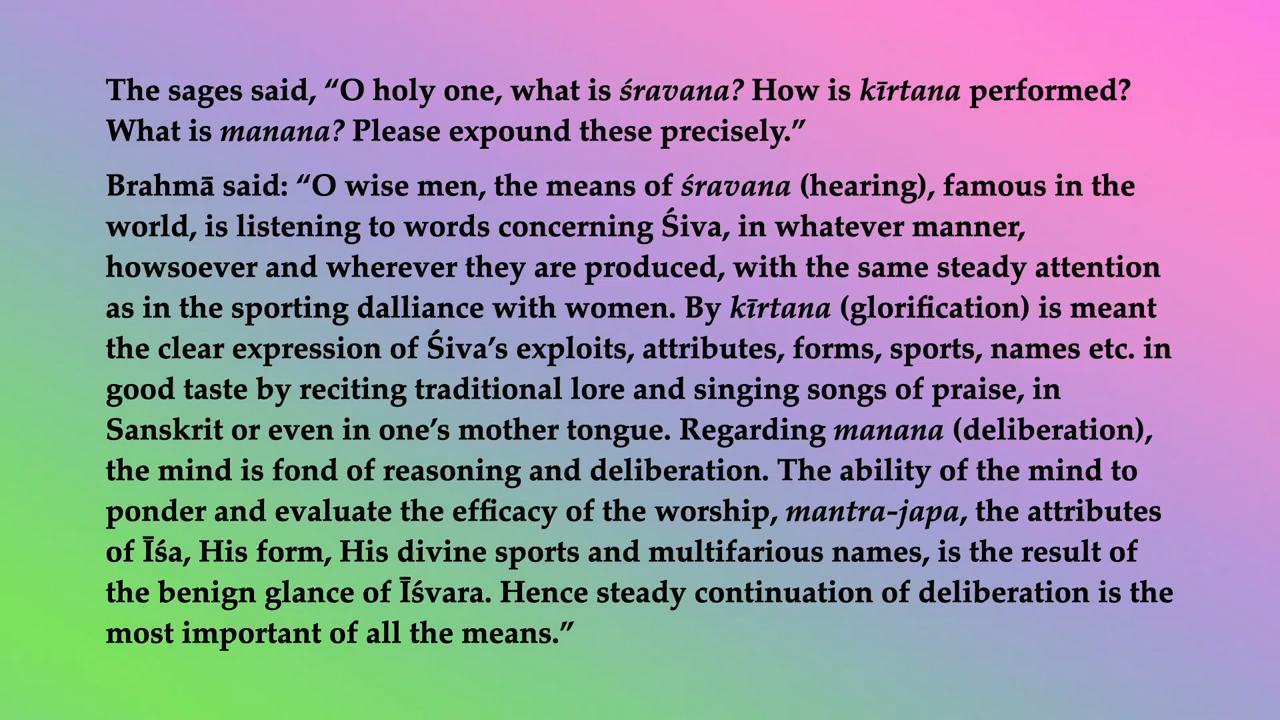 The sages said, “O holy one, what is śravana? How is kīrtana performed?
What is manana? Please expound these precisely.”
Brahmā said: “O wise men, the means of śravana (hearing), famous in the
world, is listening to words concerning Śiva, in whatever manner,
howsoever and wherever they are produced, with the same steady attention
as in the sporting dalliance with women. By kīrtana (glorification) is meant
the clear expression of Śiva’s exploits, attributes, forms, sports, names etc. in
good taste by reciting traditional lore and singing songs of praise, in
Sanskrit or even in one’s mother tongue. Regarding manana (deliberation),
the mind is fond of reasoning and deliberation. The ability of the mind to
ponder and evaluate the efficacy of the worship, mantra-japa, the attributes
of Īśa, His form, His divine sports and multifarious names, is the result of
the benign glance of Īśvara. Hence steady continuation of deliberation is the
most important of all the means.”